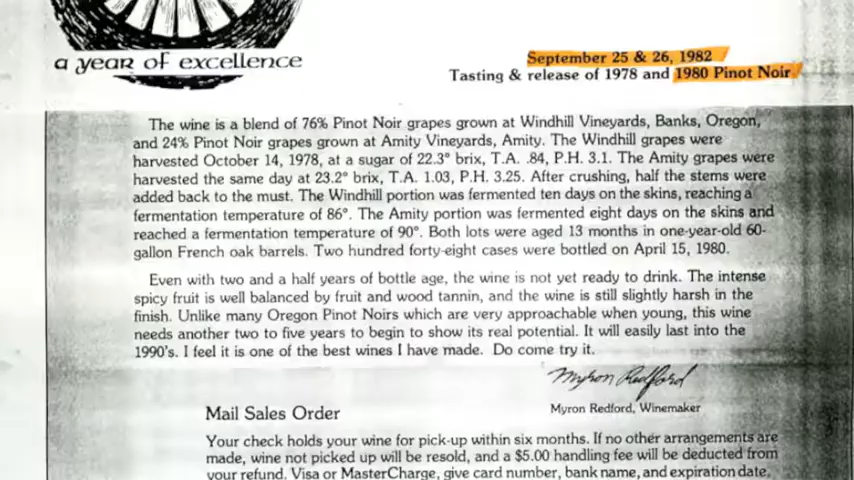 a year of excellence
September 25 & 26, 1982
Tasting & release of 1978 and 1980 Pinot Noir
The wine is a blend of 76% Pinot Noir grapes grown at Windhill Vineyards, Banks, Oregon,
and 24% Pinot Noir grapes grown at Amity Vineyards, Amity. The Windhill grapes were
harvested October 14, 1978, at a sugar of 22.3° brix, T.A. .84, P.H. 3.1. The Amity grapes were
harvested the same day at 23.2° brix, T.A. 1.03, P.H. 3.25. After crushing, half the stems were
added back to the must. The Windhill portion was fermented ten days on the skins, reaching a
fermentation temperature of 86°. The Amity portion was fermented eight days on the skins and
reached a fermentation temperature of 90°. Both lots were aged 13 months in one-year-old 60-
gallon French oak barrels. Two hundred forty-eight cases were bottled on April 15, 1980.
Even with two and a half years of bottle age, the wine is not yet ready to drink. The intense
spicy fruit is well balanced by fruit and wood tannin, and the wine is still slightly harsh in the
finish. Unlike many Oregon Pinot Noirs which are very approachable when young, this wine
needs another two to five years to begin to show its real potential. It will easily last into the
1990's. I feel it is one of the best wines I have made. Do come try it.
Myron Redford
Myron Redford, Winemaker
Mail Sales Order
Your check holds your wine for pick-up within six months. If no other arrangements are
made, wine not picked up will be resold, and a $5.00 handling fee will be deducted from
your refund. Visa or MasterCharge, give card number, bank name, and expiration date.